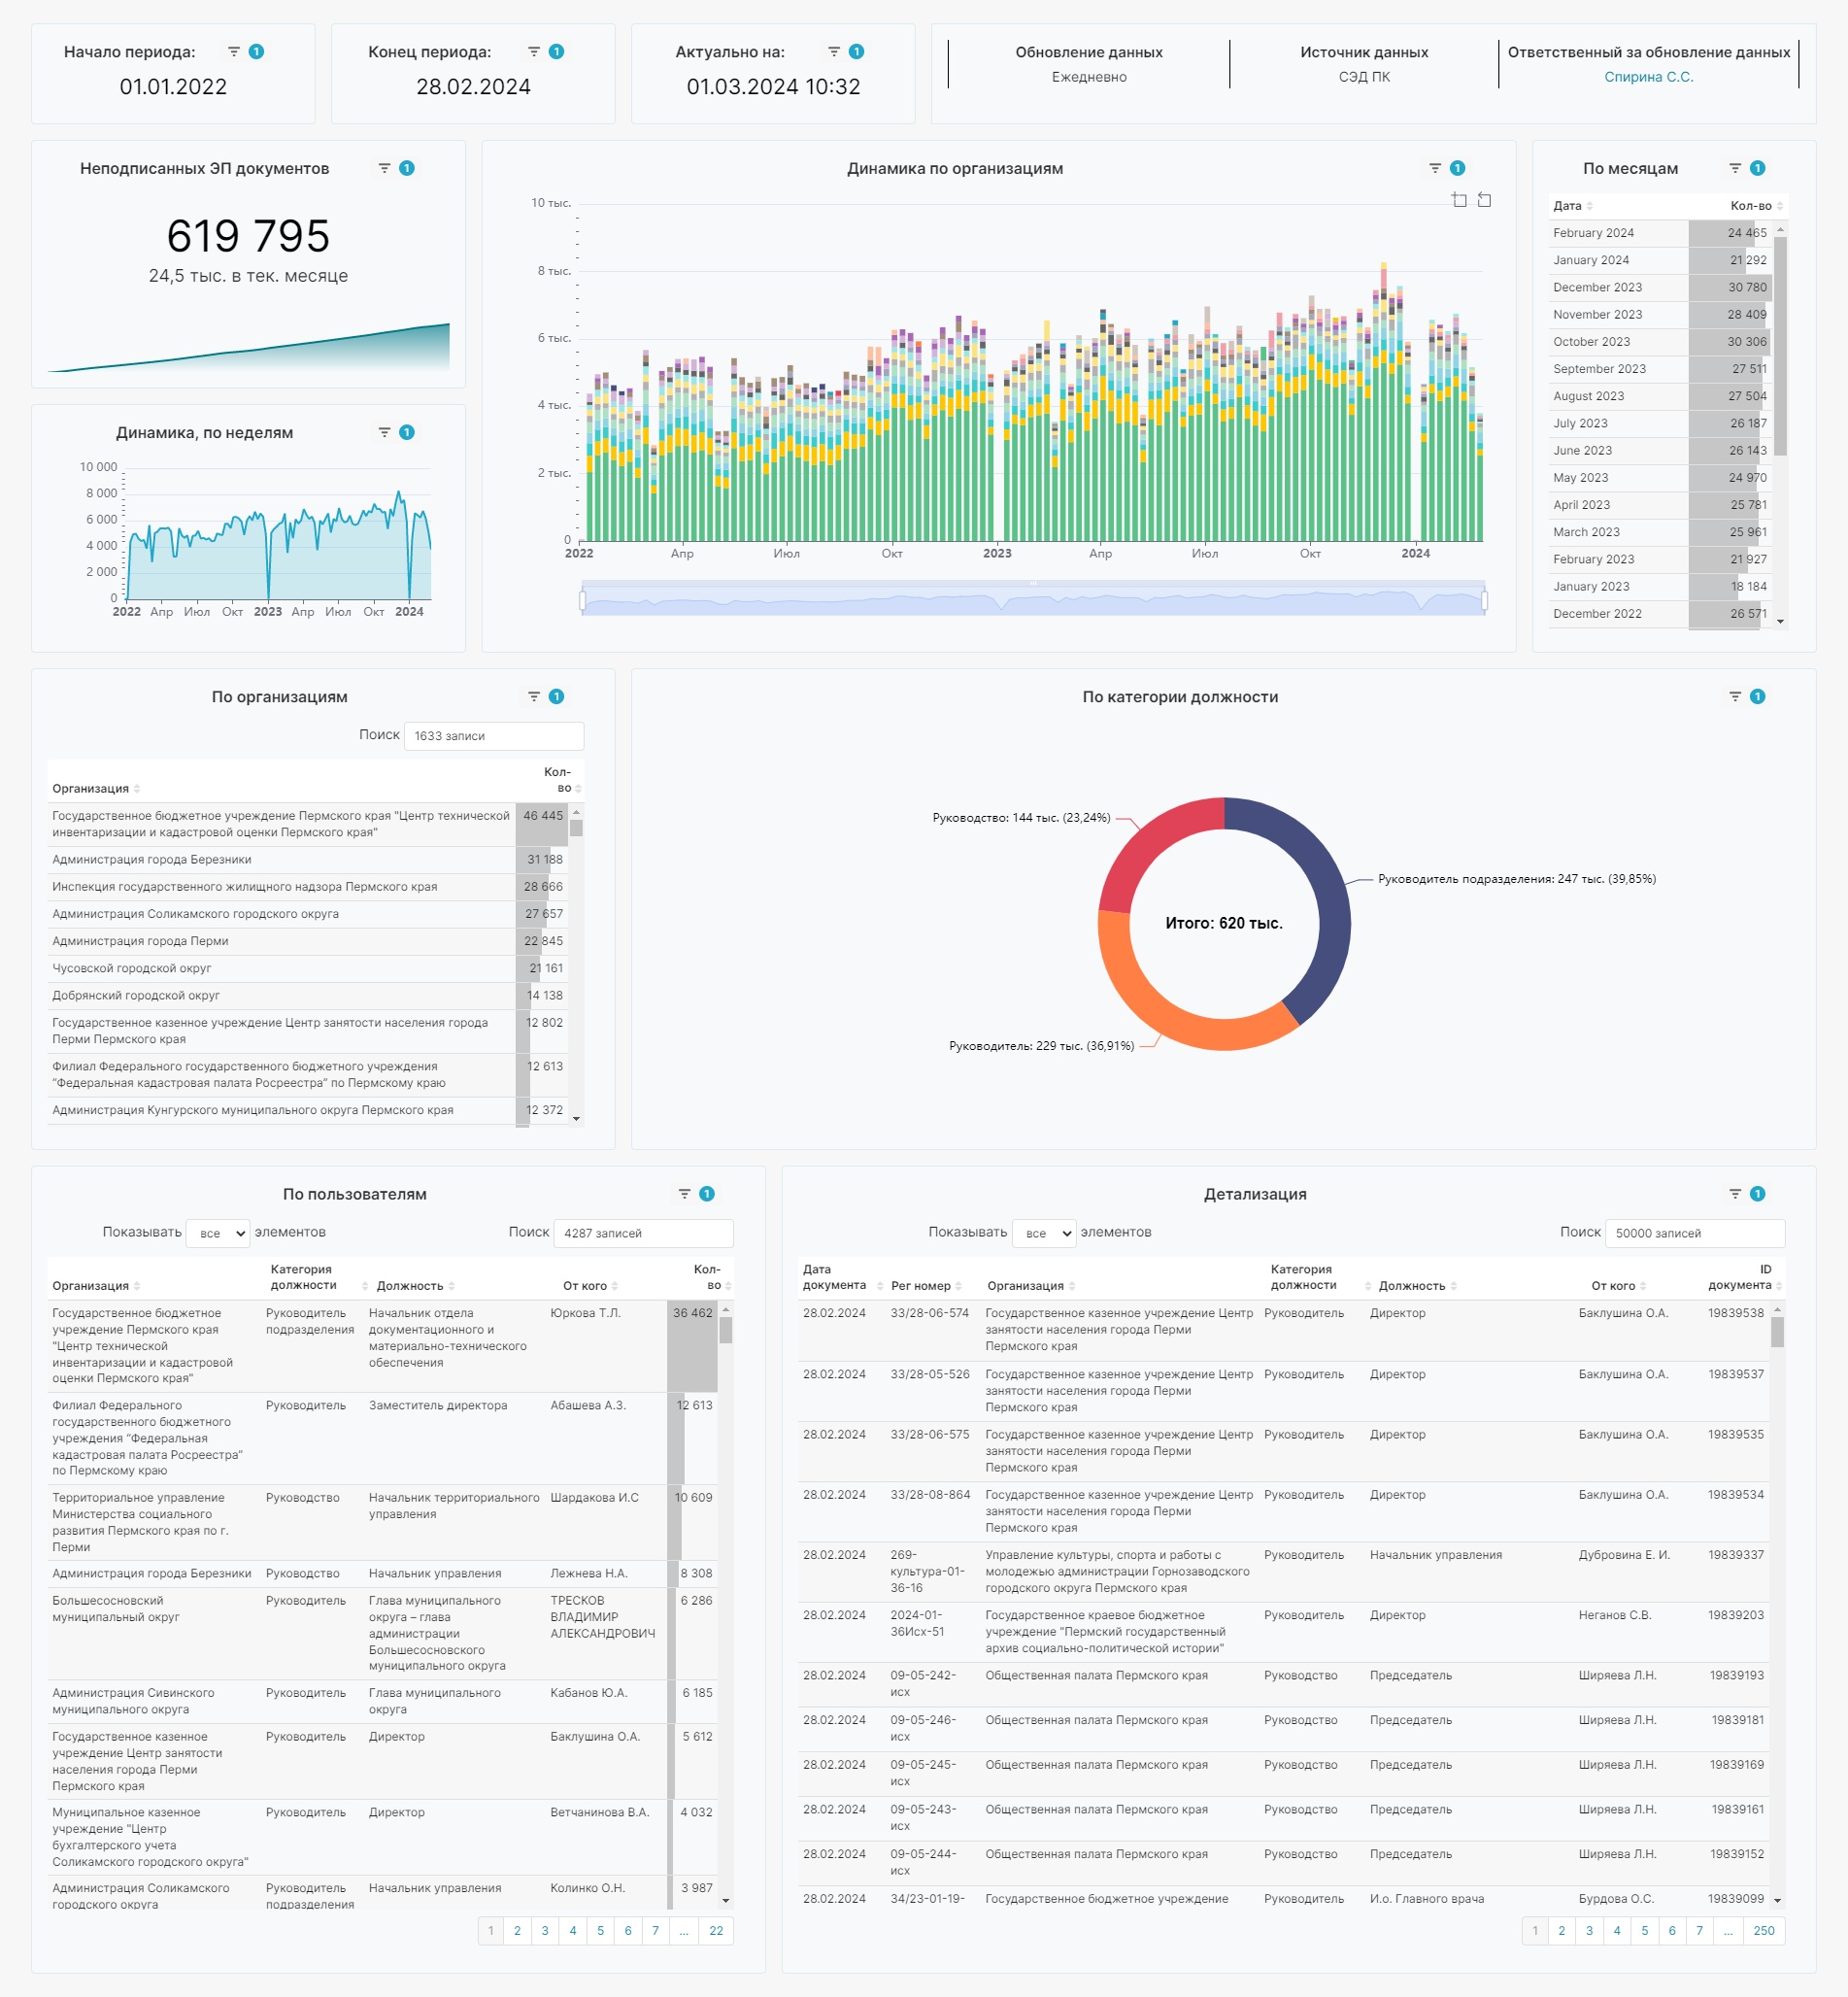 Начало периода: 1
01.01.2022
Конец периода: 1
28.02.2024
Актуально на: 1
01.03.2024 10:32
Обновление данных
Ежедневно
Источник данных
СЭД ПК
Ответственный за обновление данных
Спирина С.С.
Неподписанных ЭП документов 1
619 795
24,5 тыс. в тек. месяце
Динамика, по неделям 1
10 000
8 000
6 000
4 000
2 000
0
2022 Апр Июл Окт 2023 Апр Июл Окт 2024
Динамика по организациям 1
10 тыс.
8 тыс.
6 тыс.
4 тыс.
2 тыс.
0
2022 Апр Июл Окт 2023 Апр Июл Окт 2024
По месяцам 1
Дата Кол-во
February 2024 24 465
January 2024 21 292
December 2023 30 780
November 2023 28 409
October 2023 30 306
September 2023 27 511
August 2023 27 504
July 2023 26 187
June 2023 26 143
May 2023 24 970
April 2023 25 781
March 2023 25 961
February 2023 21 927
January 2023 18 184
December 2022 26 571
По организациям 1
Поиск 1633 записи
Кол-
Организация во
Государственное бюджетное учреждение Пермского края "Центр технической 46 445
инвентаризации и кадастровой оценки Пермского края"
Администрация города Березники 31 188
Инспекция государственного жилищного надзора Пермского края 28 666
Администрация Соликамского городского округа 27 657
Администрация города Перми 22 845
Чусовской городской округ 21 161
Добрянский городской округ 14 138
Государственное казенное учреждение Центр занятости населения города 12 802
Перми Пермского края
Филиал Федерального государственного бюджетного учреждения 12 613
“Федеральная кадастровая палата Росреестра” по Пермскому краю
Администрация Кунгурского муниципального округа Пермского края 12 372
По категории должности 1
Руководство: 144 тыс. (23,24%)
Руководитель подразделения: 247 тыс. (39,85%)
Итого: 620 тыс.
Руководитель: 229 тыс. (36,91%)
По пользователям 1
Показывать все элементов Поиск 4287 записей
Категория Кол-
Организация должности Должность От кого во
Государственное бюджетное Руководитель Начальник отдела Юркова Т.Л. 36 462
учреждение Пермского края подразделения документационного и
"Центр технической материально-технического
инвентаризации и кадастровой обеспечения
оценки Пермского края"
Филиал Федерального Руководитель Заместитель директора Абашева А.З. 12 613
государственного бюджетного
учреждения “Федеральная
кадастровая палата Росреестра”
по Пермскому краю
Территориальное управление Руководство Начальник территориального Шардакова И.С 10 609
Министерства социального управления
развития Пермского края по г.
Перми
Администрация города Березники Руководство Начальник управления Лежнева Н.А. 8 308
Большесосновский Руководитель Глава муниципального ТРЕСКОВ 6 286
муниципальный округ округа – глава ВЛАДИМИР
администрации АЛЕКСАНДРОВИЧ
Большесосновского
муниципального округа
Администрация Сивинского Руководитель Глава муниципального Кабанов Ю.А. 6 185
муниципального округа округа
Государственное казенное Руководитель Директор Баклушина О.А. 5 612
учреждение Центр занятости
населения города Перми
Пермского края
Муниципальное казенное Руководитель Директор Ветчанинова В.А. 4 032
учреждение "Центр
бухгалтерского учета
Соликамского городского округа"
Администрация Соликамского Руководитель Начальник управления Колинко О.Н. 3 987
городского округа подразделения
1 2 3 4 5 6 7 ... 22
Детализация 1
Показывать все элементов Поиск 50000 записей
Дата Категория ID
документа Рег номер Организация должности Должность От кого документа
28.02.2024 33/28-06-574 Государственное казенное учреждение Центр Руководитель Директор Баклушина О.А. 19839538
занятости населения города Перми
Пермского края
28.02.2024 33/28-05-526 Государственное казенное учреждение Центр Руководитель Директор Баклушина О.А. 19839537
занятости населения города Перми
Пермского края
28.02.2024 33/28-06-575 Государственное казенное учреждение Центр Руководитель Директор Баклушина О.А. 19839535
занятости населения города Перми
Пермского края
28.02.2024 33/28-08-864 Государственное казенное учреждение Центр Руководитель Директор Баклушина О.А. 19839534
занятости населения города Перми
Пермского края
28.02.2024 269- Управление культуры, спорта и работы с Руководитель Начальник управления Дубровина Е. И. 19839337
культура-01- молодежью администрации Горнозаводского
36-16 городского округа Пермского края
28.02.2024 2024-01- Государственное краевое бюджетное Руководитель Директор Неганов С.В. 19839203
36Исх-51 учреждение "Пермский государственный
архив социально-политической истории"
28.02.2024 09-05-242- Общественная палата Пермского края Руководство Председатель Ширяева Л.Н. 19839193
исх
28.02.2024 09-05-246- Общественная палата Пермского края Руководство Председатель Ширяева Л.Н. 19839181
исх
28.02.2024 09-05-245- Общественная палата Пермского края Руководство Председатель Ширяева Л.Н. 19839169
исх
28.02.2024 09-05-243- Общественная палата Пермского края Руководство Председатель Ширяева Л.Н. 19839161
исх
28.02.2024 09-05-244- Общественная палата Пермского края Руководство Председатель Ширяева Л.Н. 19839152
исх
28.02.2024 34/23-01-19- Государственное бюджетное учреждение Руководитель И.о. Главного врача Бурдова О.С. 19839099
1 2 3 4 5 6 7 ... 250